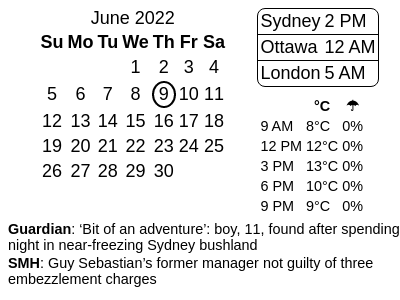 June 2022
Su Mo Tu We Th Fr Sa
1 2 3 4
5 6 7 8 9 10 11
12 13 14 15 16 17 18
19 20 21 22 23 24 25
26 27 28 29 30
Sydney 2 PM
Ottawa 12 AM
London 5 AM
°C ☂
9 AM 8°C 0%
12 PM 12°C 0%
3 PM 13°C 0%
6 PM 10°C 0%
9 PM 9°C 0%
Guardian: ‘Bit of an adventure’: boy, 11, found after spending
night in near-freezing Sydney bushland
SMH: Guy Sebastian’s former manager not guilty of three
embezzlement charges